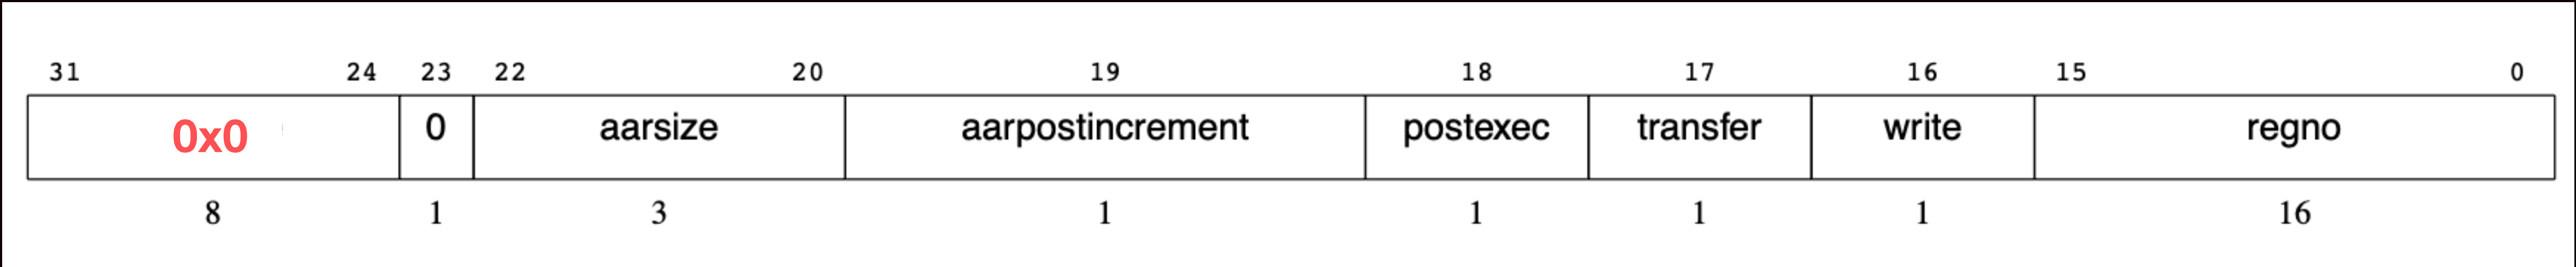 31 24 23 22 20 19 18 17 16 15 0
0x0 0 aarsize aarpostincrement postexec transfer write regno
8 1 3 1 1 1 1 16